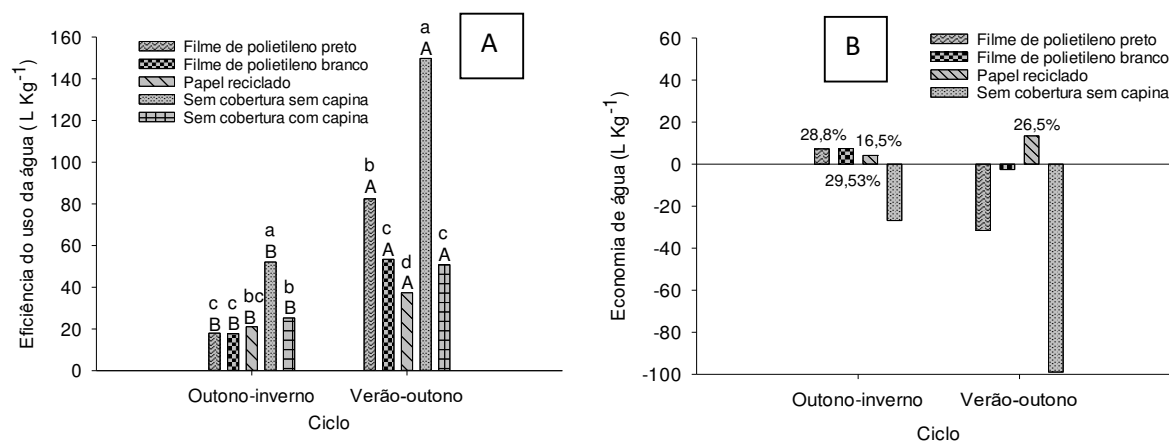 A
Eficiência do uso da água ( L Kg-1)
160
140
120
100
80
60
40
20
0
Filme de polietileno preto
Filme de polietileno branco
Papel reciclado
Sem cobertura sem capina
Sem cobertura com capina
c
B
c
B
bc
B
a
B
b
B
b
A
c
A
d
A
a
A
c
A
Outono-inverno
Verão-outono
Ciclo
B
Economia de água (L Kg-1)
60
40
20
0
-20
-40
-60
-80
-100
Filme de polietileno preto
Filme de polietileno branco
Papel reciclado
Sem cobertura sem capina
28,8%
16,5%
29,53%
26,5%
Outono-inverno
Verão-outono
Ciclo